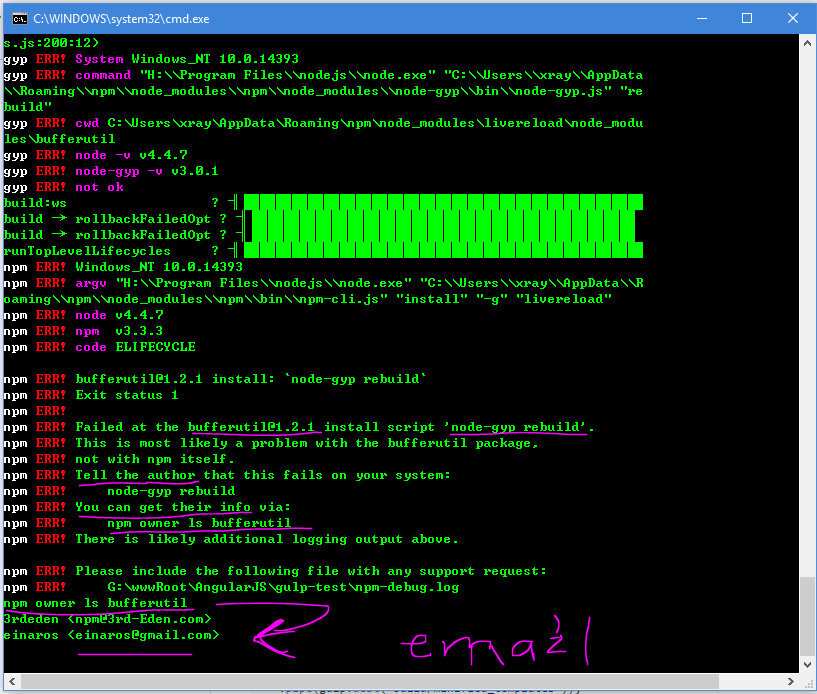 C:\WINDOWS\system32\cmd.exe
s.js:200:12)
gyp ERR! System Windows_NT 10.0.14393
gyp ERR! command "H:\\Program Files\\nodejs\\node.exe" "C:\\Users\\xray\\AppData
\\Roaming\\npm\\node_modules\\npm\\node_modules\\node-gyp\\bin\\node-gyp.js" "re
build"
gyp ERR! cwd C:\Users\xray\AppData\Roaming\npm\node_modules\livereload\node_modu
les\bufferutil
gyp ERR! node -v v4.4.7
gyp ERR! node-gyp -v v3.0.1
gyp ERR! not ok
build:ws ? ╢
build → rollbackFailedOpt ? ╢
build → rollbackFailedOpt ? ╢
runTopLevelLifecycles ? ╢
npm ERR! Windows_NT 10.0.14393
npm ERR! argv "H:\\Program Files\\nodejs\\node.exe" "C:\\Users\\xray\\AppData\\R
oaming\\npm\\node_modules\\npm\\bin\\npm-cli.js" "install" "-g" "livereload"
npm ERR! node v4.4.7
npm ERR! npm v3.3.3
npm ERR! code ELIFECYCLE
npm ERR! bufferutil@1.2.1 install: `node-gyp rebuild`
npm ERR! Exit status 1
npm ERR!
npm ERR! Failed at the bufferutil@1.2.1 install script 'node-gyp rebuild'.
npm ERR! This is most likely a problem with the bufferutil package,
npm ERR! not with npm itself.
npm ERR! Tell the author that this fails on your system:
npm ERR! node-gyp rebuild
npm ERR! You can get their info via:
npm ERR! npm owner ls bufferutil
npm ERR! There is likely additional logging output above.
npm ERR! Please include the following file with any support request:
npm ERR! G:\wwwRoot\AngularJS\gulp-test\npm-debug.log
npm owner ls bufferutil
3rdeden <npm@3rd-Eden.com>
einaros <einaros@gmail.com>
email